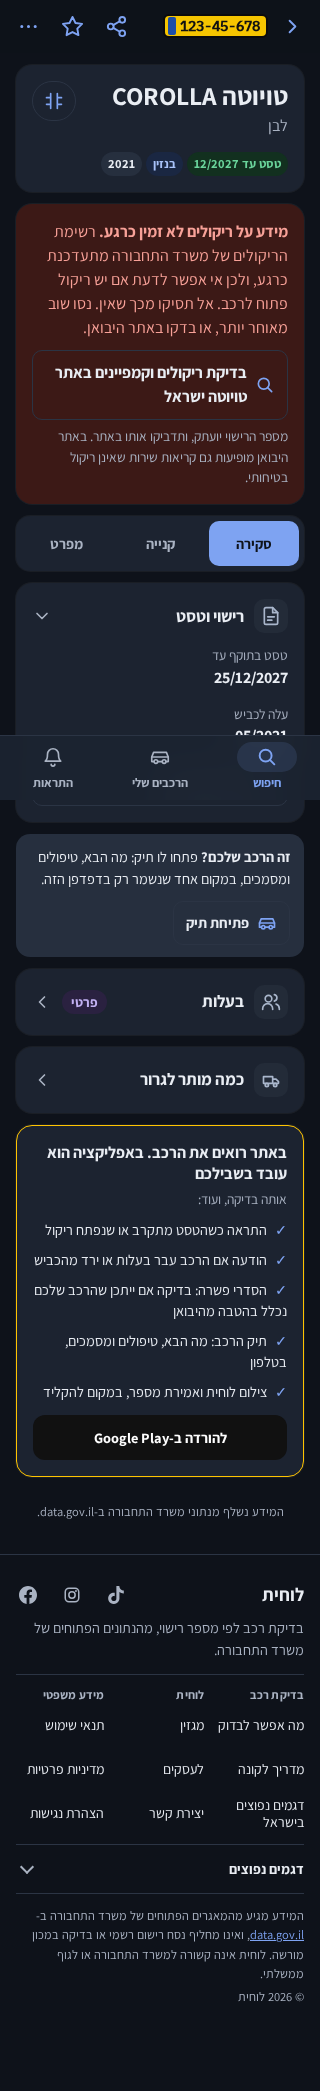 123-45-678
טויוטה COROLLA
לבן
טסט עד 12/2027
בנזין
2021
מידע על ריקולים לא זמין כרגע. רשימת
הריקולים של משרד התחבורה מתעדכנת
כרגע, ולכן אי אפשר לדעת אם יש ריקול
פתוח לרכב. אל תסיקו מכך שאין. נסו שוב
מאוחר יותר, או בדקו באתר היבואן.
בדיקת ריקולים וקמפיינים באתר
טויוטה ישראל
מספר הרישוי יועתק, ותדביקו אותו באתר. באתר
היבואן מופיעות גם קריאות שירות שאינן ריקול
בטיחותי.
סקירה
קנייה
מפרט
רישוי וטסט
טסט בתוקף עד
25/12/2027
עלה לכביש
05/2021
חיפוש
הרכבים שלי
התראות
זה הרכב שלכם? פתחו לו תיק: מה הבא, טיפולים
ומסמכים, במקום אחד שנשמר רק בדפדפן הזה.
פתיחת תיק
בעלות
פרטי
כמה מותר לגרור
באתר רואים את הרכב. באפליקציה הוא
עובד בשבילכם
אותה בדיקה, ועוד:
✓ התראה כשהטסט מתקרב או שנפתח ריקול
✓ הודעה אם הרכב עבר בעלות או ירד מהכביש
✓ הסדרי פשרה: בדיקה אם ייתכן שהרכב שלכם
נכלל בהטבה מהיבואן
✓ תיק הרכב: מה הבא, טיפולים ומסמכים,
בטלפון
✓ צילום לוחית ואמירת מספר, במקום להקליד
להורדה ב-Google Play
המידע נשלף מנתוני משרד התחבורה ב-data.gov.il.
לוחית
בדיקת רכב לפי מספר רישוי, מהנתונים הפתוחים של
משרד התחבורה.
בדיקת רכב
לוחית
מידע משפטי
מה אפשר לבדוק
מגזין
תנאי שימוש
מדריך לקונה
לעסקים
מדיניות פרטיות
דגמים נפוצים
בישראל
יצירת קשר
הצהרת נגישות
דגמים נפוצים
המידע מגיע מהמאגרים הפתוחים של משרד התחבורה ב-
data.gov.il, ואינו מחליף נסח רישום רשמי או בדיקה במכון
מורשה. לוחית אינה קשורה למשרד התחבורה או לגוף
ממשלתי.
© 2026 לוחית